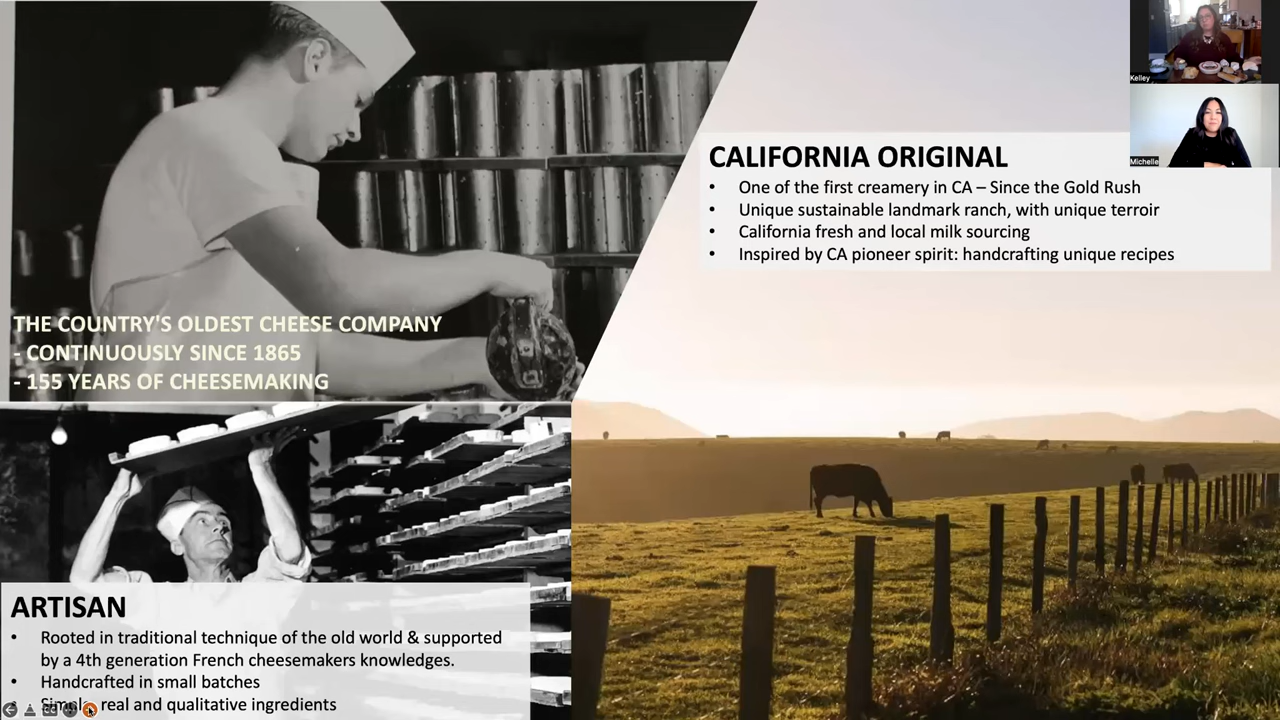 Kelley
Michelle
CALIFORNIA ORIGINAL
• One of the first creamery in CA – Since the Gold Rush
• Unique sustainable landmark ranch, with unique terroir
• California fresh and local milk sourcing
• Inspired by CA pioneer spirit: handcrafting unique recipes
THE COUNTRY'S OLDEST CHEESE COMPANY
- CONTINUOUSLY SINCE 1865
- 155 YEARS OF CHEESEMAKING
ARTISAN
• Rooted in traditional technique of the old world & supported
by a 4th generation French cheesemakers knowledges.
• Handcrafted in small batches
Simple real and qualitative ingredients